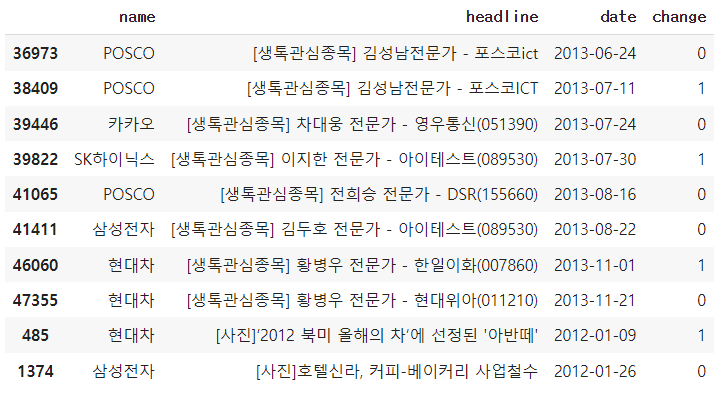 name headline date change
36973 POSCO [생톡관심종목] 김성남전문가 - 포스코ict 2013-06-24 0
38409 POSCO [생톡관심종목] 김성남전문가 - 포스코ICT 2013-07-11 1
39446 카카오 [생톡관심종목] 차대웅 전문가 - 영우통신(051390) 2013-07-24 0
39822 SK하이닉스 [생톡관심종목] 이지한 전문가 - 아이테스트(089530) 2013-07-30 1
41065 POSCO [생톡관심종목] 전희승 전문가 - DSR(155660) 2013-08-16 0
41411 삼성전자 [생톡관심종목] 김두호 전문가 - 아이테스트(089530) 2013-08-22 0
46060 현대차 [생톡관심종목] 황병우 전문가 - 한일이화(007860) 2013-11-01 1
47355 현대차 [생톡관심종목] 황병우 전문가 - 현대위아(011210) 2013-11-21 0
485 현대차 [사진]‘2012 북미 올해의 차’에 선정된 '아반떼' 2012-01-09 1
1374 삼성전자 [사진]호텔신라, 커피-베이커리 사업철수 2012-01-26 0